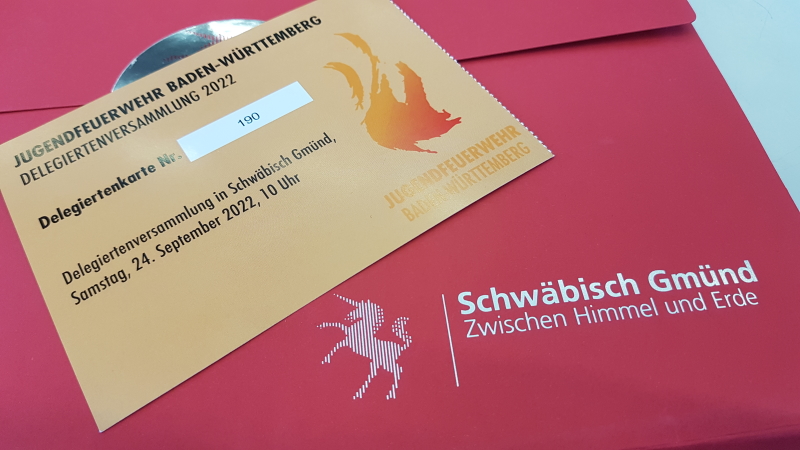 JUGENDFEUERWEHR BADEN-WÜRTTEMBERG
DELEGIERTENVERSAMMLUNG 2022
Delegiertenkarte Nr. 190
Delegiertenversammlung in Schwäbisch Gmünd,
Samstag, 24. September 2022, 10 Uhr
JUGENDFEUERWEHR
BADEN-WÜRTTEMBERG
Schwäbisch Gmünd
Zwischen Himmel und Erde